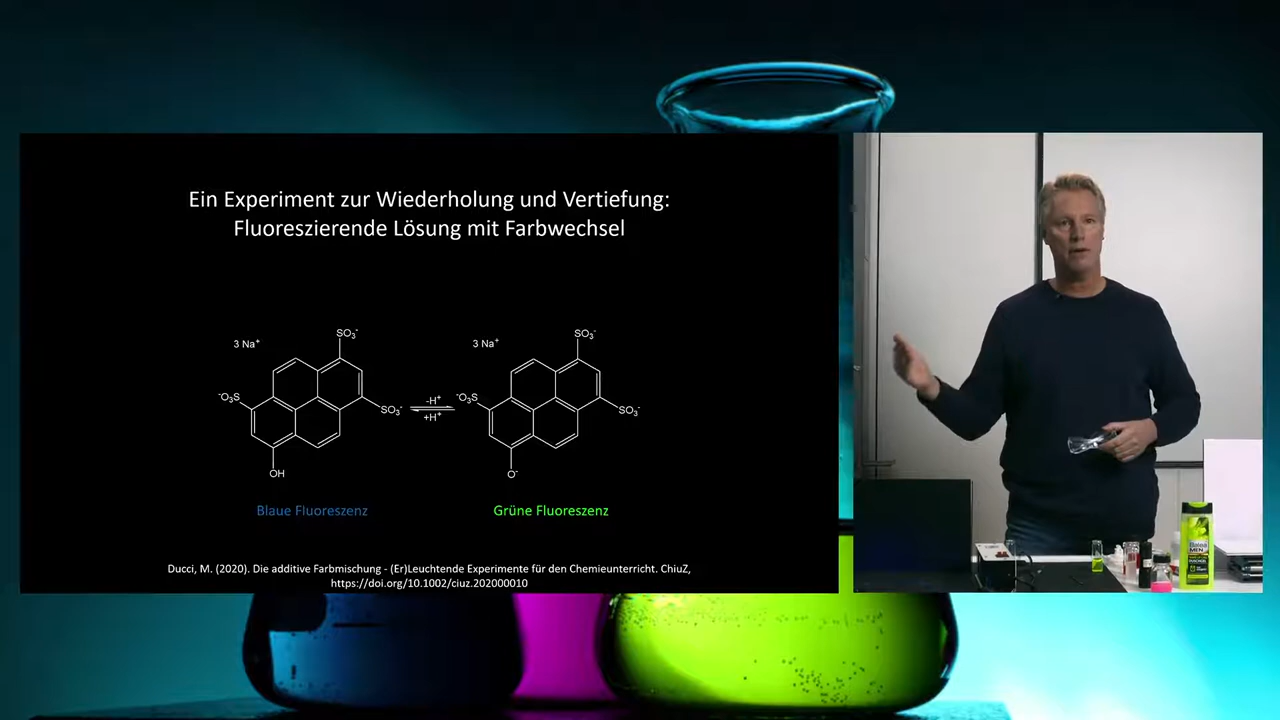 Ein Experiment zur Wiederholung und Vertiefung:
Fluoreszierende Lösung mit Farbwechsel
SO₃⁻
3 Na⁺
⁻O₃S
SO₃⁻
OH
-H⁺
+H⁺
SO₃⁻
3 Na⁺
⁻O₃S
SO₃⁻
O⁻
Blaue Fluoreszenz
Grüne Fluoreszenz
Ducci, M. (2020). Die additive Farbmischung - (Er)Leuchtende Experimente für den Chemieunterricht. ChiuZ,
https://doi.org/10.1002/ciuz.202000010
Balea
MEN